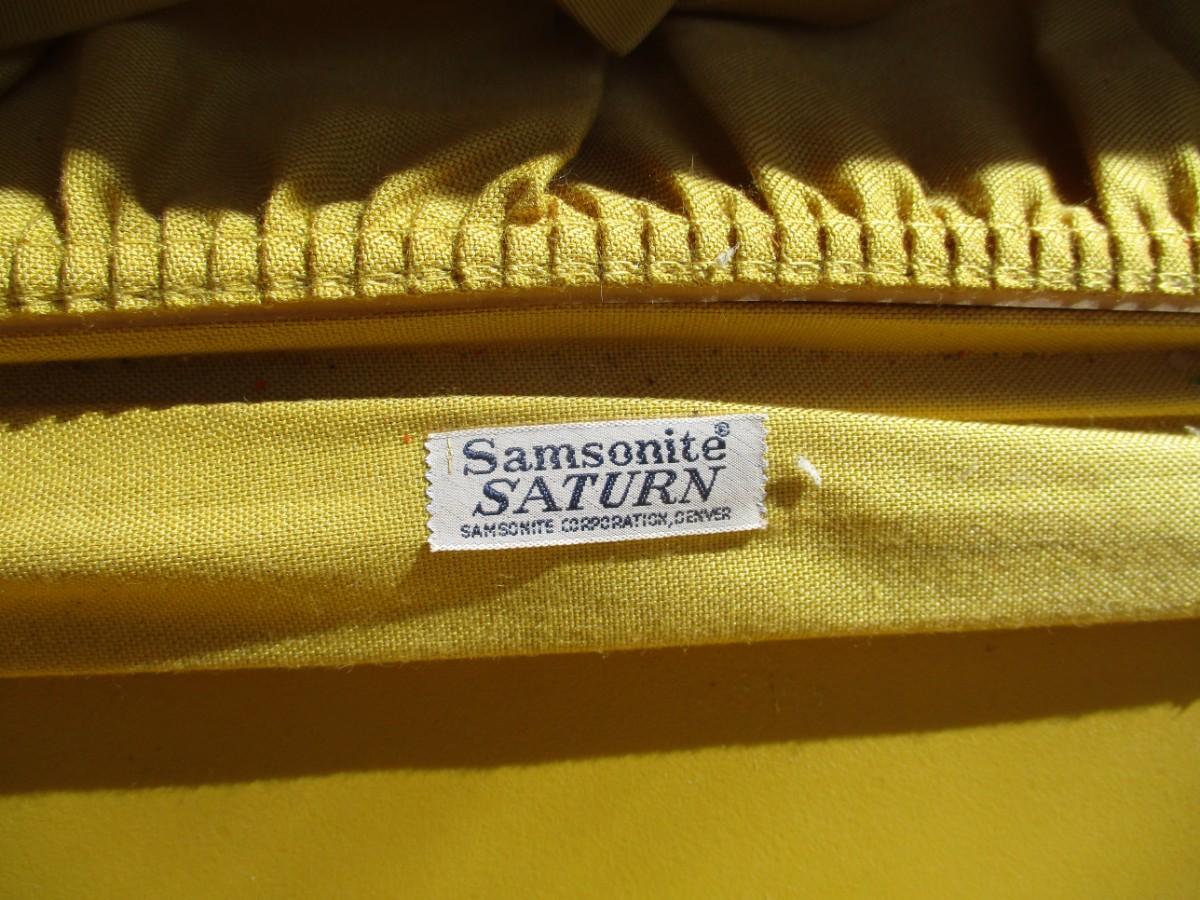 Samsonite®
SATURN
SAMSONITE CORPORATION, DENVER